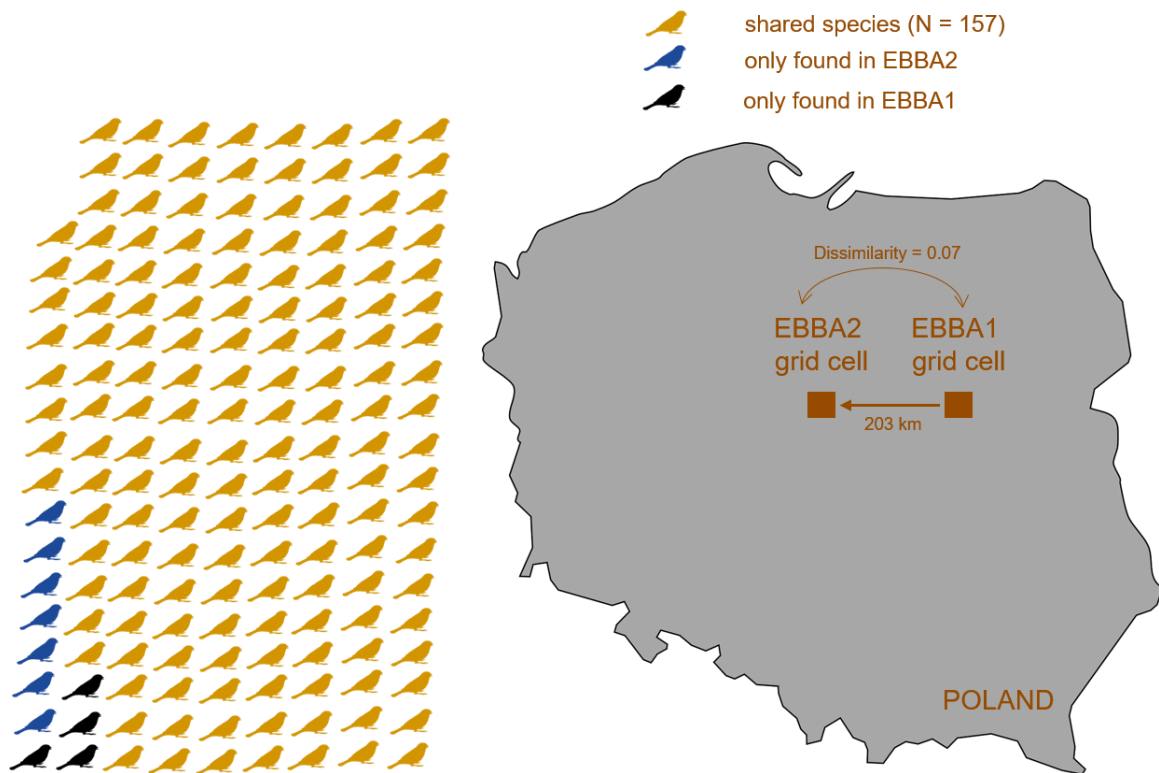 shared species (N = 157)
only found in EBBA2
only found in EBBA1
Dissimilarity = 0.07
EBBA2
grid cell
EBBA1
grid cell
203 km
POLAND